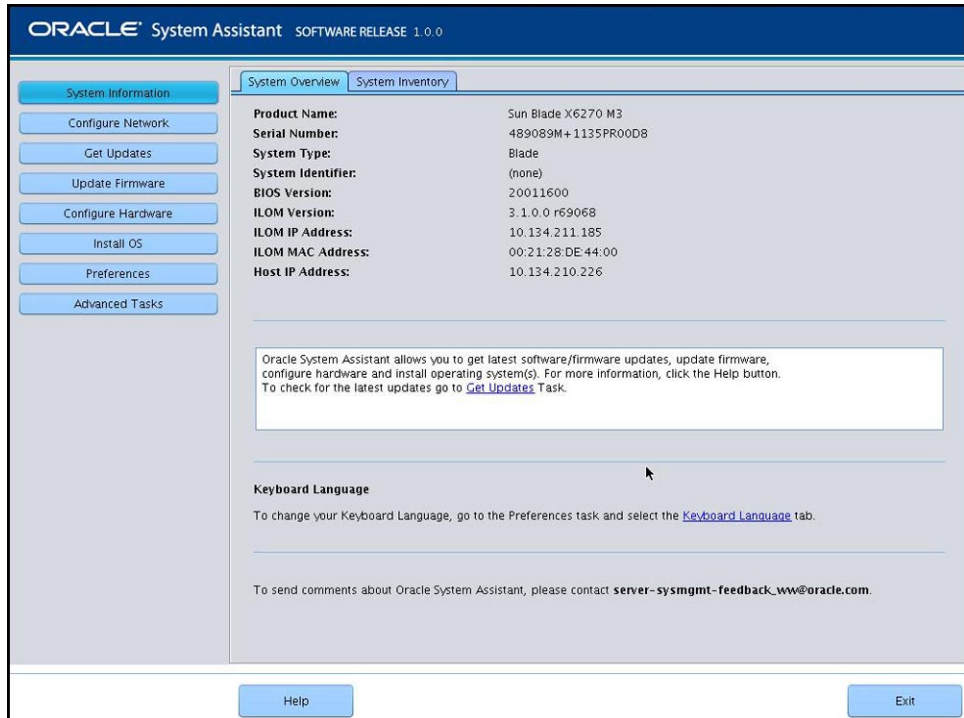 ORACLE® System Assistant SOFTWARE RELEASE 1.0.0
System Information
Configure Network
Get Updates
Update Firmware
Configure Hardware
Install OS
Preferences
Advanced Tasks
System Overview System Inventory
Product Name: Sun Blade X6270 M3
Serial Number: 489089M+1135PR00D8
System Type: Blade
System Identifier: (none)
BIOS Version: 20011600
ILOM Version: 3.1.0.0 r69068
ILOM IP Address: 10.134.211.185
ILOM MAC Address: 00:21:28:DE:44:00
Host IP Address: 10.134.210.226
Oracle System Assistant allows you to get latest software/firmware updates, update firmware,
configure hardware and install operating system(s). For more information, click the Help button.
To check for the latest updates go to Get Updates Task.
Keyboard Language
To change your Keyboard Language, go to the Preferences task and select the Keyboard Language tab.
To send comments about Oracle System Assistant, please contact server-sysmgmt-feedback_ww@oracle.com.
Help Exit